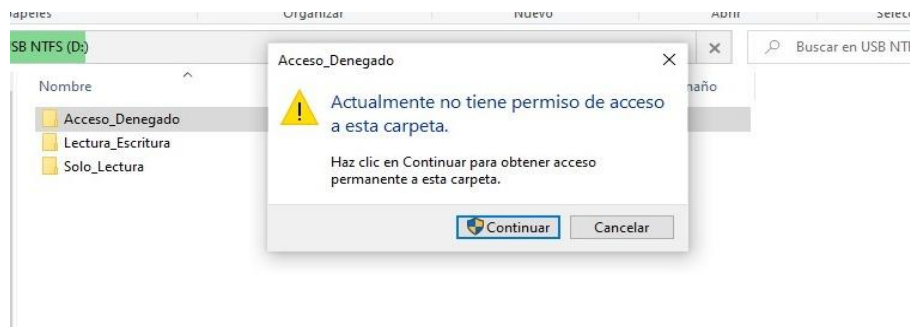 Organizar
Nuevo
Abrir
SB NTFS (D:)
Buscar en USB NTF
Nombre
Acceso_Denegado
Lectura_Escritura
Solo_Lectura
Acceso_Denegado
Actualmente no tiene permiso de acceso
a esta carpeta.
Haz clic en Continuar para obtener acceso
permanente a esta carpeta.
Continuar
Cancelar
maño